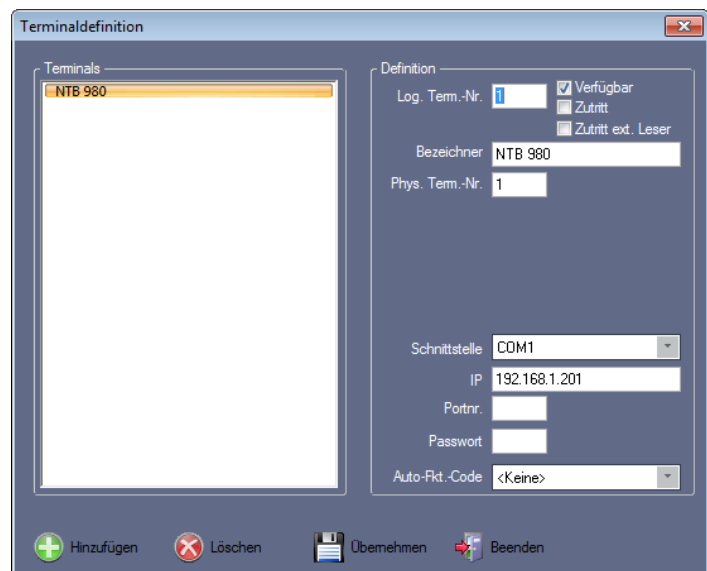 Terminaldefinition
Terminals
NTB 980
Definition
Log. Term.-Nr. 1
Verfügbar
Zutritt
Zutritt ext. Leser
Bezeichner NTB 980
Phys. Term.-Nr. 1
Schnittstelle COM1
IP 192.168.1.201
Portnr.
Passwort
Auto-Fkt.-Code <Keine>
Hinzufügen Löschen Übernehmen Beenden